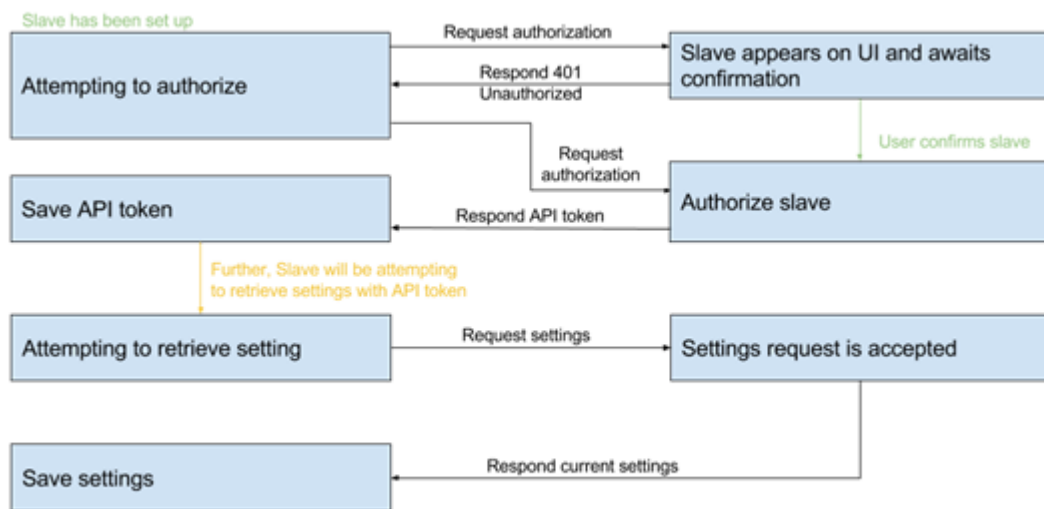 Slave has been set up
Attempting to authorize
Request authorization
Slave appears on UI and awaits
confirmation
Respond 401
Unauthorized
User confirms slave
Request
authorization
Save API token
Respond API token
Authorize slave
Further, Slave will be attempting
to retrieve settings with API token
Attempting to retrieve setting
Request settings
Settings request is accepted
Save settings
Respond current settings